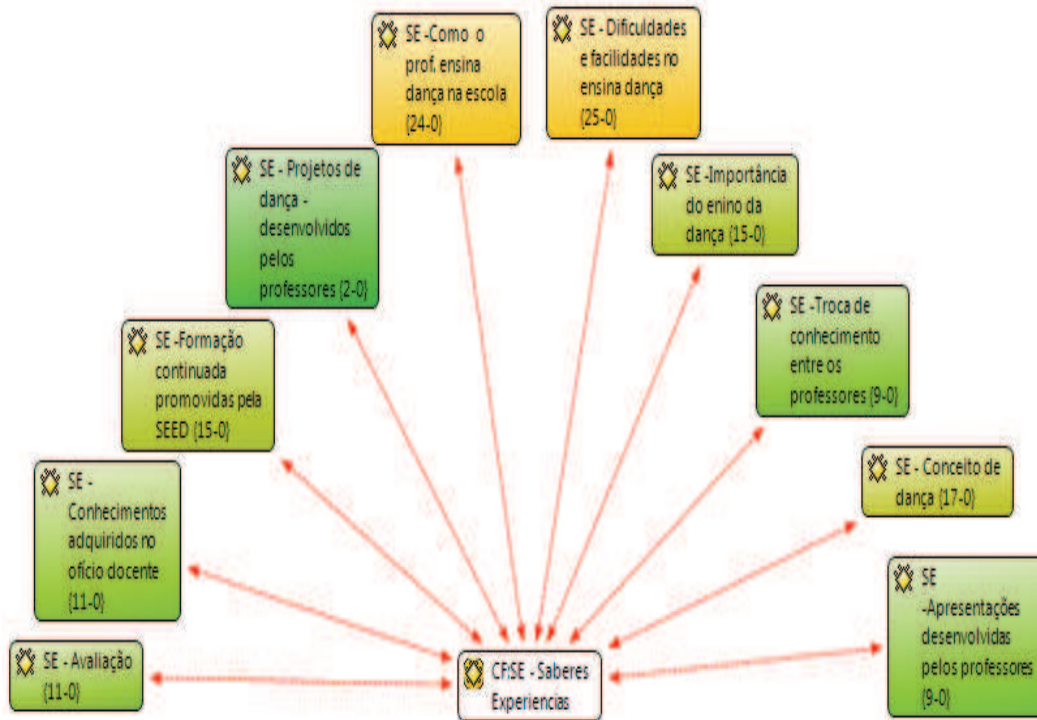 SE -Como o
prof. ensina
dança na escola
{24-0}
SE - Dificuldades
e facilidades no
ensina dança
{25-0}
SE - Projetos de
dança -
desenvolvidos
pelos
professores {2-0}
SE -Importância
do enino da
dança {15-0}
SE -Formação
continuada
promovidas pela
SEED {15-0}
SE -Troca de
conhecimento
entre os
professores {9-0}
SE -
Conhecimentos
adquiridos no
ofício docente
{11-0}
SE - Conceito de
dança {17-0}
SE - Avaliação
{11-0}
CF:SE - Saberes
Experiencias
SE
-Apresentações
desenvolvidas
pelos professores
{9-0}